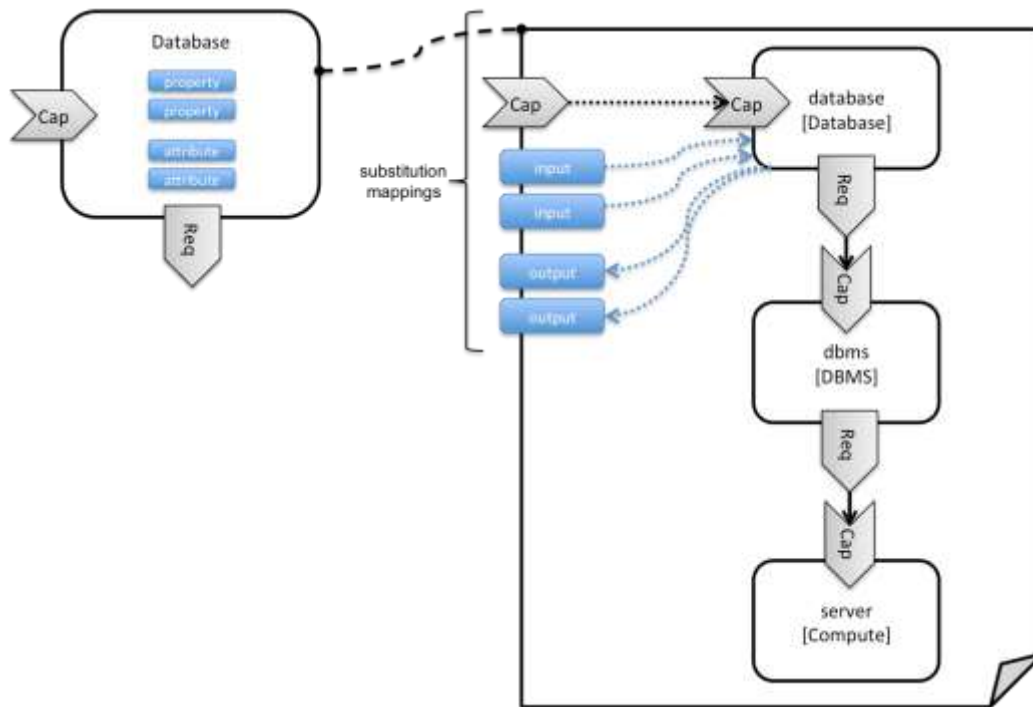 Database
property
property
attribute
attribute
Cap
Req
substitution
mappings
Cap
input
input
output
output
Cap
database
[Database]
Req
Cap
dbms
[DBMS]
Req
Cap
server
[Compute]